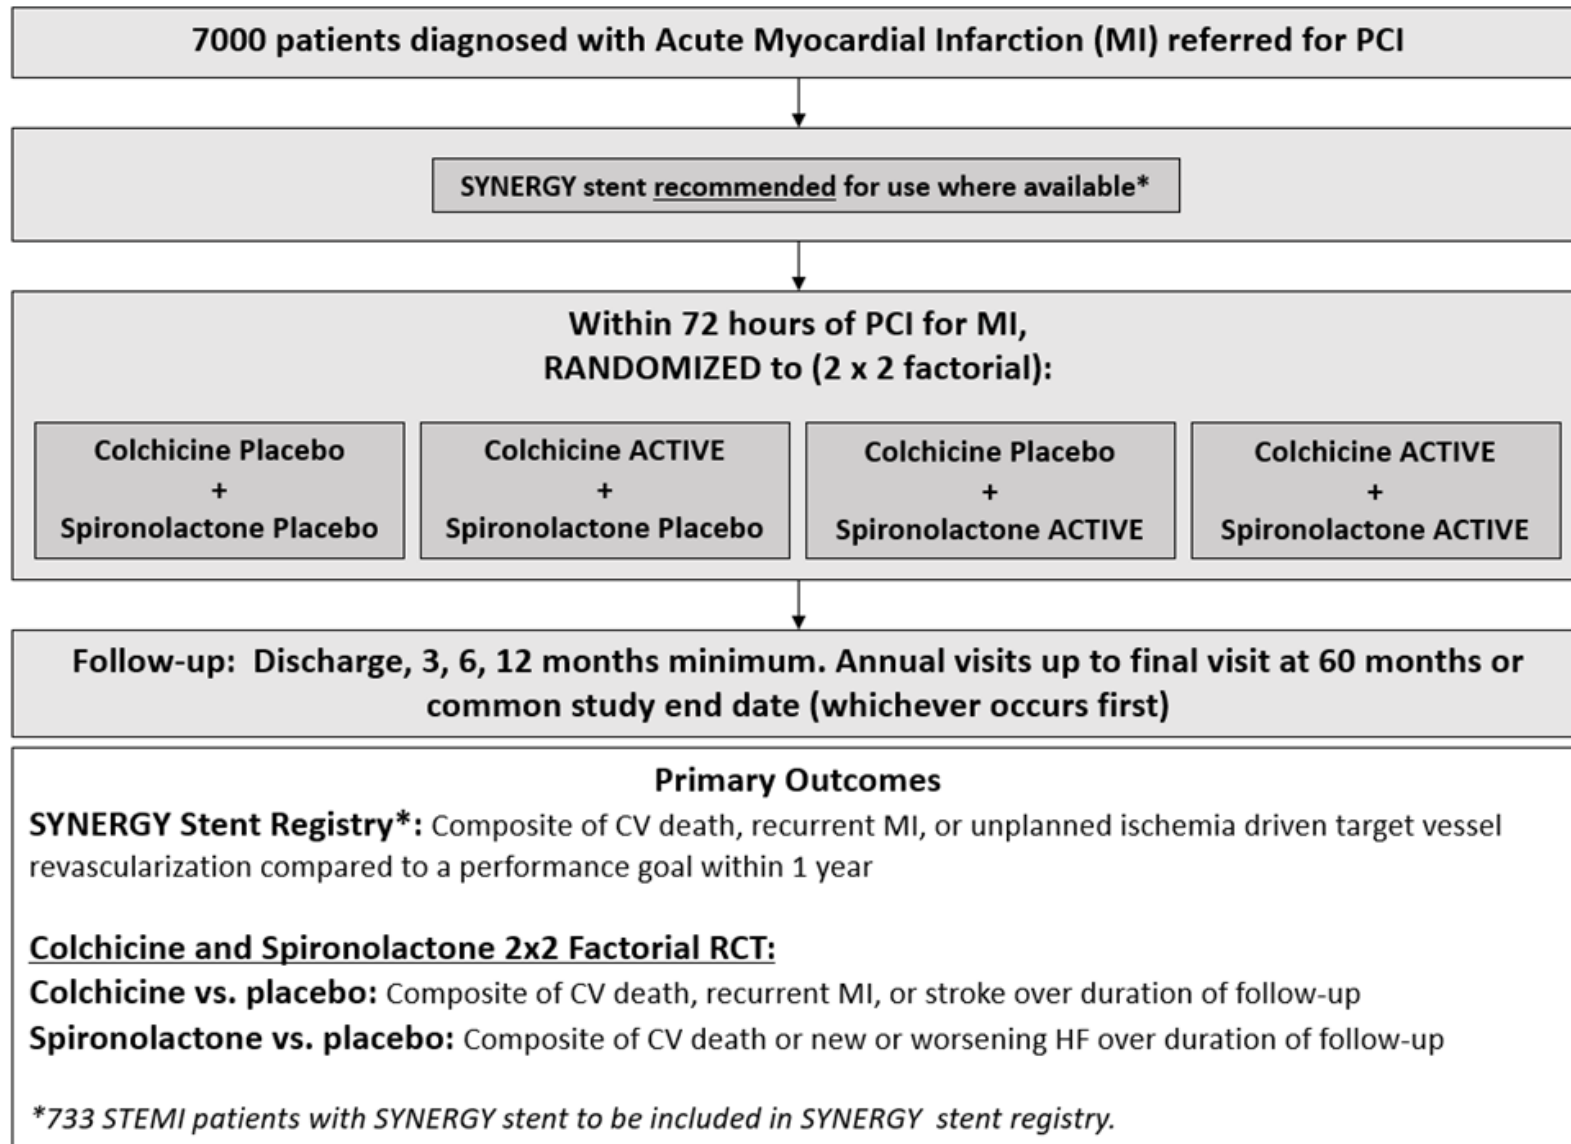 7000 patients diagnosed with Acute Myocardial Infarction (MI) referred for PCI
SYNERGY stent recommended for use where available*
Within 72 hours of PCI for MI,
RANDOMIZED to (2 x 2 factorial):
Colchicine Placebo
+
Spironolactone Placebo
Colchicine ACTIVE
+
Spironolactone Placebo
Colchicine Placebo
+
Spironolactone ACTIVE
Colchicine ACTIVE
+
Spironolactone ACTIVE
Follow-up: Discharge, 3, 6, 12 months minimum. Annual visits up to final visit at 60 months or
common study end date (whichever occurs first)
Primary Outcomes
SYNERGY Stent Registry*: Composite of CV death, recurrent MI, or unplanned ischemia driven target vessel
revascularization compared to a performance goal within 1 year
Colchicine and Spironolactone 2x2 Factorial RCT:
Colchicine vs. placebo: Composite of CV death, recurrent MI, or stroke over duration of follow-up
Spironolactone vs. placebo: Composite of CV death or new or worsening HF over duration of follow-up
*733 STEMI patients with SYNERGY stent to be included in SYNERGY stent registry.